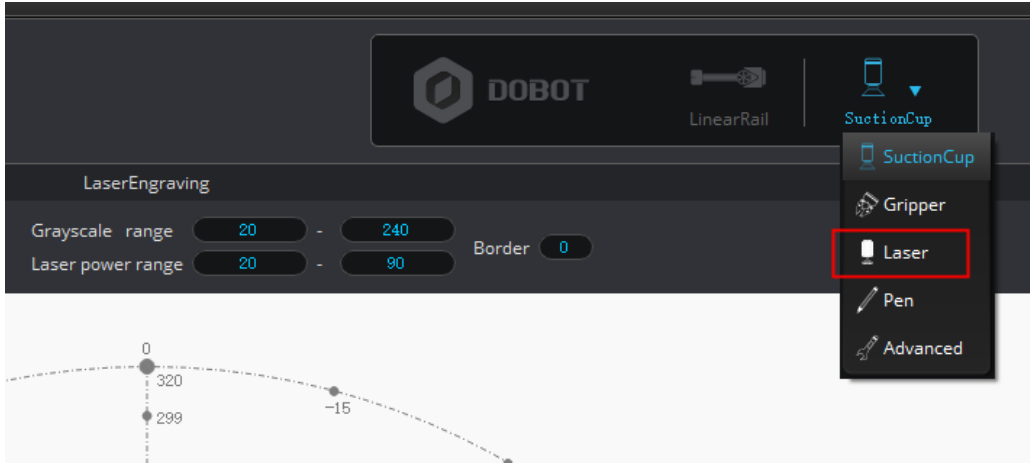 DOBOT
LinearRail
SuctionCup
SuctionCup
Gripper
Laser
Pen
Advanced
LaserEngraving
Grayscale range 20 - 240
Laser power range 20 - 90
Border 0
0
320
-15
299